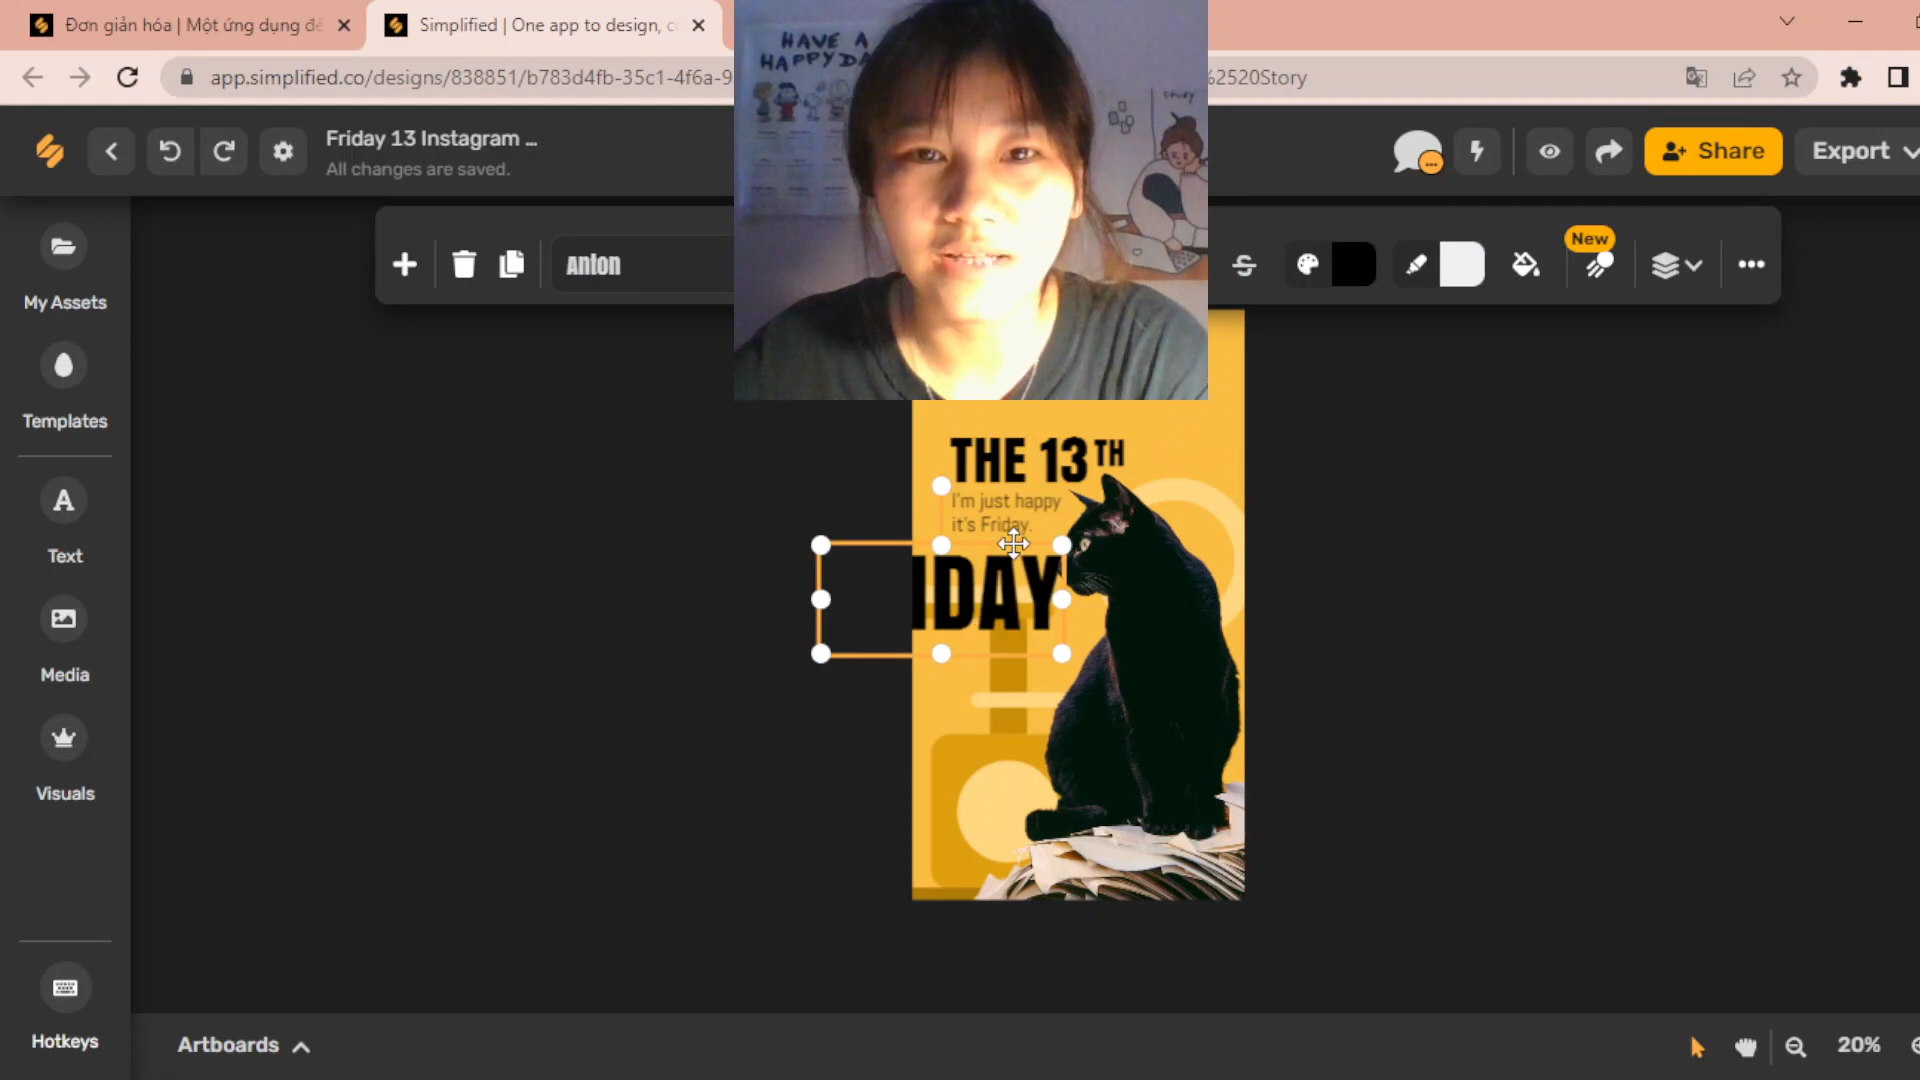 Đơn giản hóa | Một ứng dụng để
Simplified | One app to design, co
app.simplified.co/designs/838851/b783d4fb-35c1-4f6a-9
%2520Story
HAVE A
HAPPY DA
Study
Friday 13 Instagram ...
All changes are saved.
Share
Export
My Assets
Templates
Text
Media
Visuals
Hotkeys
Anton
New
THE 13TH
I'm just happy
it's Friday.
IDAY
Artboards
20%